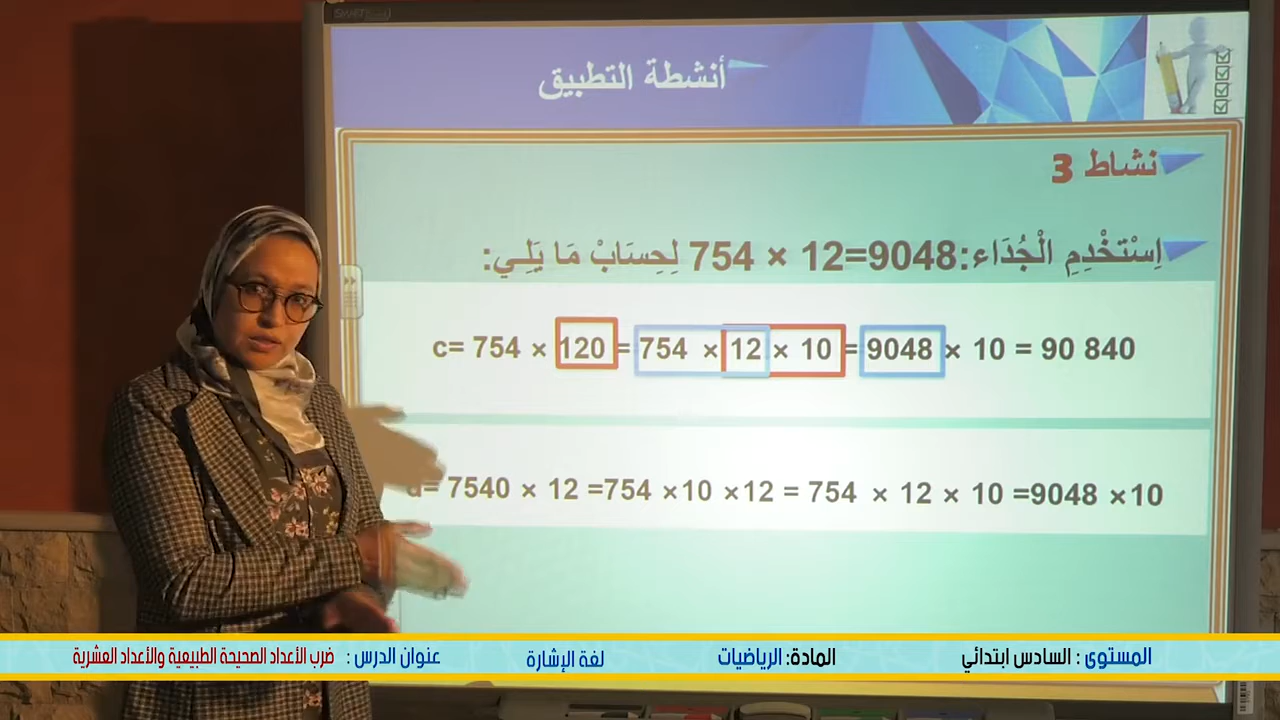 SMART
أنشطة التطبيق
نشاط 3
اِسْتَخْدِمِ الْجُدَاء:9048=12 × 754 لِحِسَابْ مَا يَلِي:
c= 754 × 120 = 754 × 12 × 10 = 9048 × 10 = 90 840
= 7540 × 12 =754 ×10 ×12 = 754 × 12 × 10 =9048 ×10
المستوى : السادس ابتدائي المادة: الرياضيات لغة الإشارة عنوان الدرس : ضرب الأعداد الصحيحة الطبيعية والأعداد العشرية